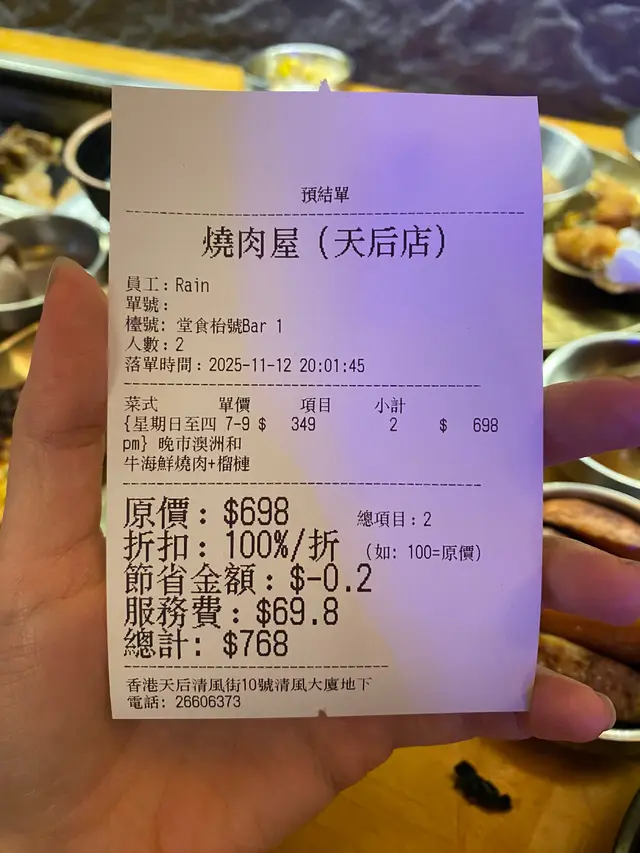 預結單
燒肉屋（天后店）
員工：Rain
單號：
檯號： 堂食枱號Bar 1
人數：2
落單時間：2025-11-12 20:01:45
菜式 單價 項目 小計
{星期日至四 7-9 $ 349 2 $ 698
pm} 晚市澳洲和
牛海鮮燒肉+榴槤
原價：$698 總項目：2
折扣：100%/折 （如：100=原價）
節省金額：$-0.2
服務費：$69.8
總計：$768
香港天后清風街10號清風大廈地下
電話：26606373